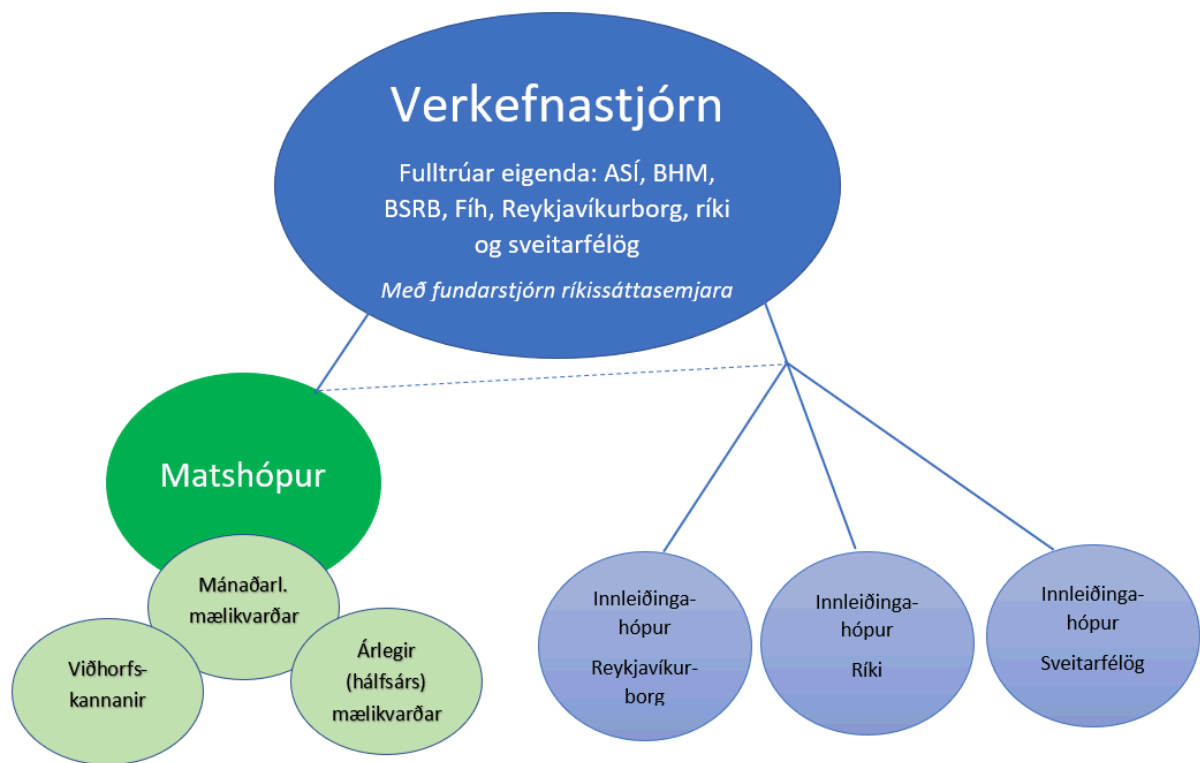 Verkefnastjórn
Fulltrúar eigenda: ASÍ, BHM,
BSRB, Fíh, Reykjavíkurborg, ríki
og sveitarfélög
Með fundarstjórn ríkissáttasemjara
Matshópur
Mánaðarl.
mælikvarðar
Viðhorfs-
kannanir
Árlegir
(hálfsárs)
mælikvarðar
Innleiðinga-
hópur
Reykjavíkur-
borg
Innleiðinga-
hópur
Ríki
Innleiðinga-
hópur
Sveitarfélög